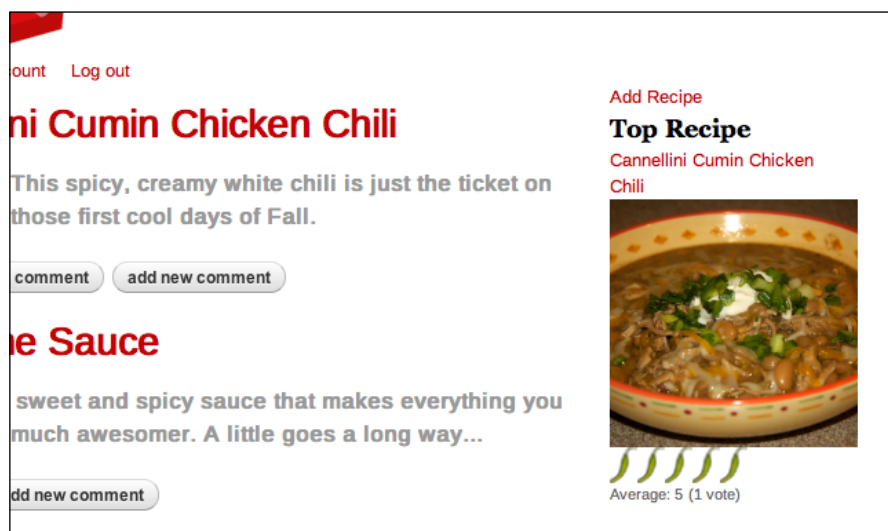 ount Log out
ni Cumin Chicken Chili
This spicy, creamy white chili is just the ticket on
those first cool days of Fall.
comment add new comment
e Sauce
sweet and spicy sauce that makes everything you
much awesomer. A little goes a long way...
dd new comment
Add Recipe
Top Recipe
Cannellini Cumin Chicken
Chili
Average: 5 (1 vote)